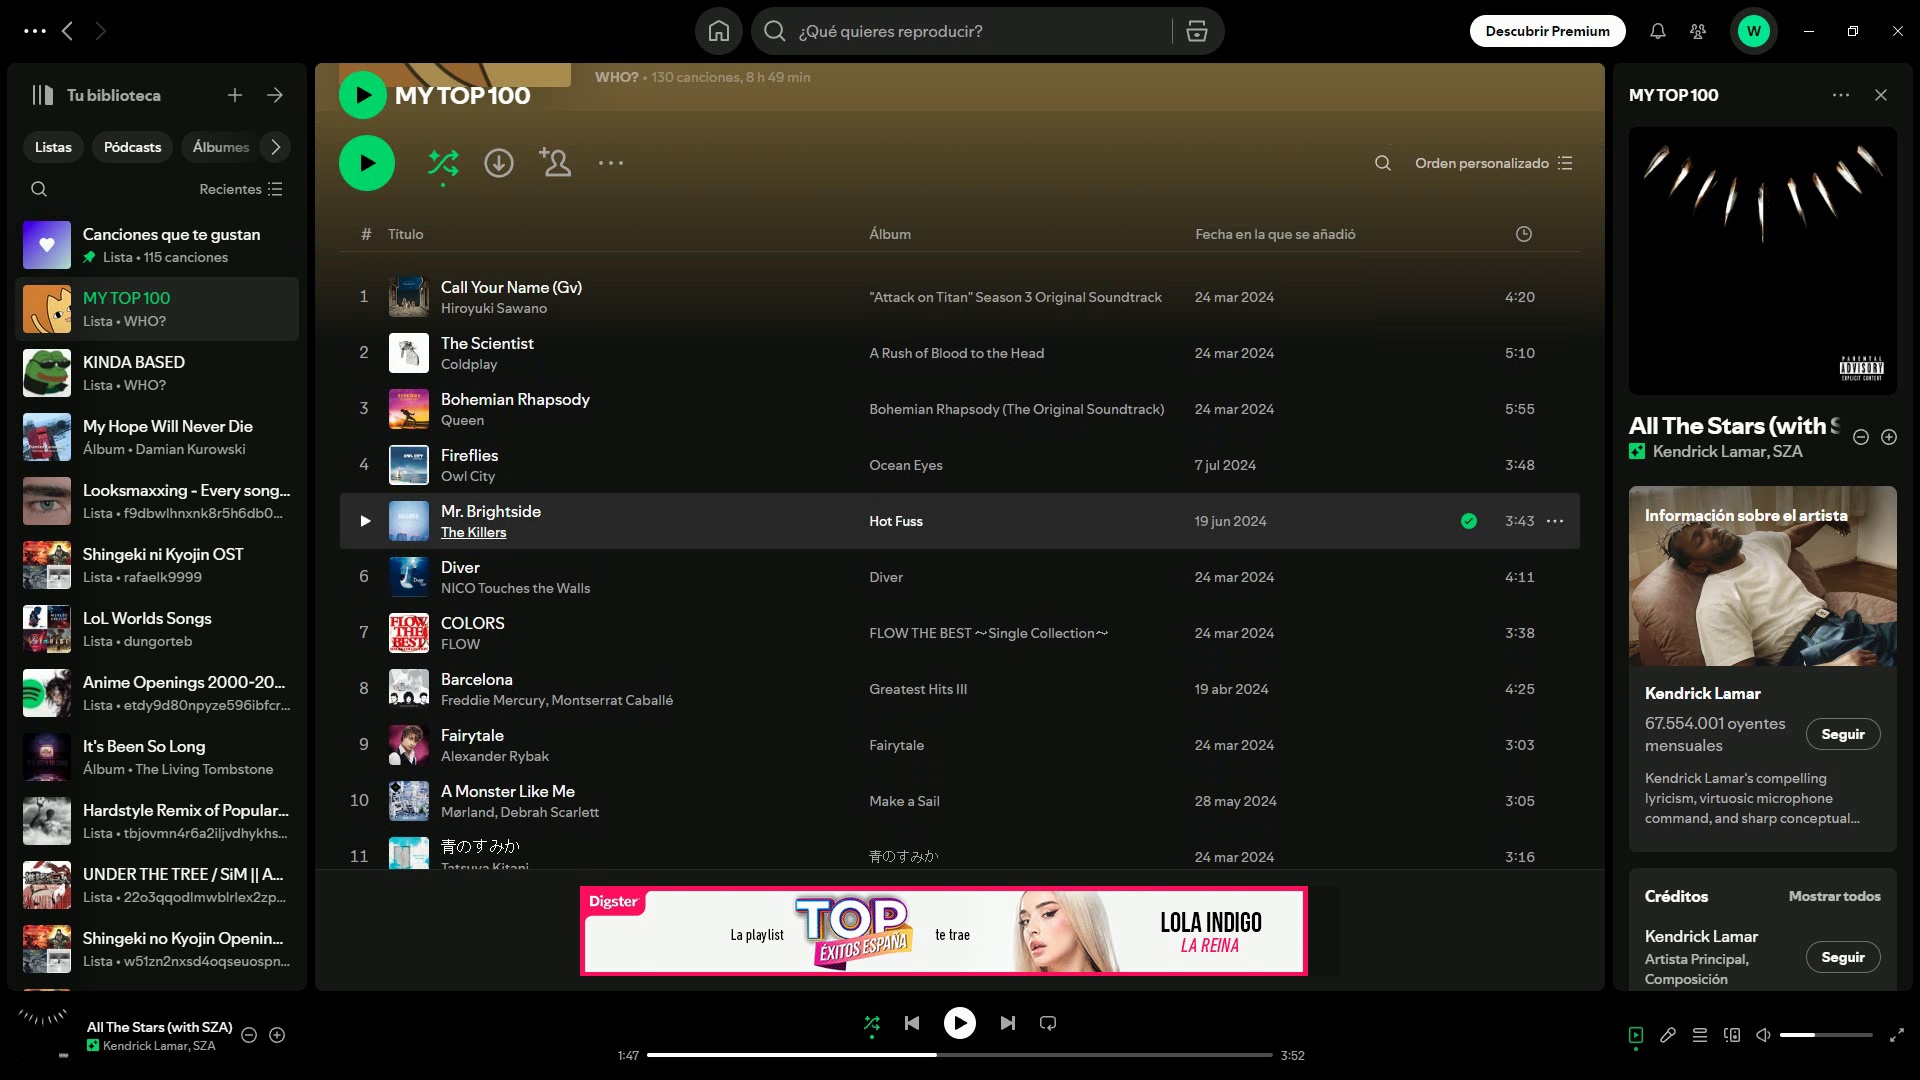 ¿Qué quieres reproducir?
Descubrir Premium
W
Tu biblioteca
Listas
Pódcasts
Álbumes
Recientes
Canciones que te gustan
Lista • 115 canciones
MY TOP 100
Lista • WHO?
KINDA BASED
Lista • WHO?
My Hope Will Never Die
Álbum • Damian Kurowski
Looksmaxxing - Every song...
Lista • f9dbwlhnxnk8r5h6db0...
Shingeki ni Kyojin OST
Lista • rafaelk9999
LoL Worlds Songs
Lista • dungorteb
Anime Openings 2000-20...
Lista • etdy9d80npyze596ibfcr...
It's Been So Long
Álbum • The Living Tombstone
Hardstyle Remix of Popular...
Lista • tbjovmn4r6a2iljvdhykhs...
UNDER THE TREE / SiM || A...
Lista • 22o3qqodlmwblrlex2zp...
Shingeki no Kyojin Openin...
Lista • w51zn2nxsd4oqseuospn...
WHO? • 130 canciones, 8 h 49 min
MY TOP 100
Orden personalizado
# Título Álbum Fecha en la que se añadió
1 Call Your Name (Gv) "Attack on Titan" Season 3 Original Soundtrack 24 mar 2024 4:20
Hiroyuki Sawano
2 The Scientist A Rush of Blood to the Head 24 mar 2024 5:10
Coldplay
3 Bohemian Rhapsody Bohemian Rhapsody (The Original Soundtrack) 24 mar 2024 5:55
Queen
4 Fireflies Ocean Eyes 7 jul 2024 3:48
Owl City
Mr. Brightside Hot Fuss 19 jun 2024 3:43
The Killers
6 Diver Diver 24 mar 2024 4:11
NICO Touches the Walls
7 COLORS FLOW THE BEST 〜Single Collection〜 24 mar 2024 3:38
FLOW
8 Barcelona Greatest Hits III 19 abr 2024 4:25
Freddie Mercury, Montserrat Caballé
9 Fairytale Fairytale 24 mar 2024 3:03
Alexander Rybak
10 A Monster Like Me Make a Sail 28 may 2024 3:05
Mørland, Debrah Scarlett
11 青のすみか 青のすみか 24 mar 2024 3:16
Tatsuya Kitani
Digster
La playlist
TOP
ÉXITOS ESPAÑA
te trae
LOLA INDIGO
LA REINA
MY TOP 100
PARENTAL
ADVISORY
EXPLICIT CONTENT
All The Stars (with S
Kendrick Lamar, SZA
Información sobre el artista
Kendrick Lamar
67.554.001 oyentes
mensuales
Seguir
Kendrick Lamar's compelling
lyricism, virtuosic microphone
command, and sharp conceptual...
Créditos
Mostrar todos
Kendrick Lamar
Artista Principal,
Composición
Seguir
All The Stars (with SZA)
Kendrick Lamar, SZA
1:47
3:52